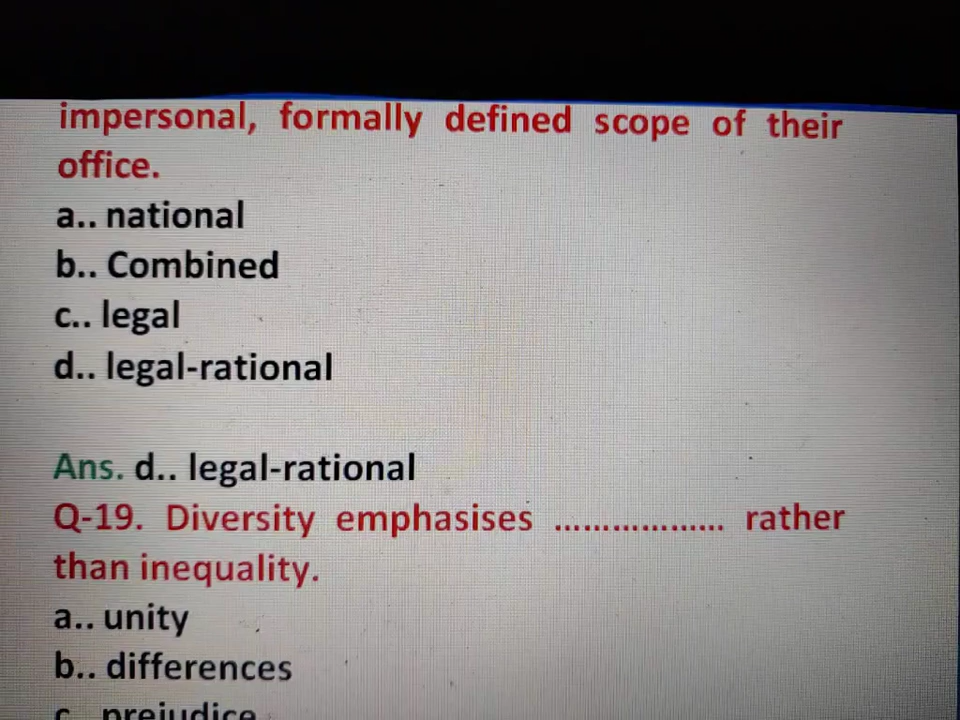 impersonal, formally defined scope of their
office.
a.. national
b.. Combined
c.. legal
d.. legal-rational
Ans. d.. legal-rational
Q-19. Diversity emphasises .................. rather
than inequality.
a.. unity
b.. differences
c.. prejudice